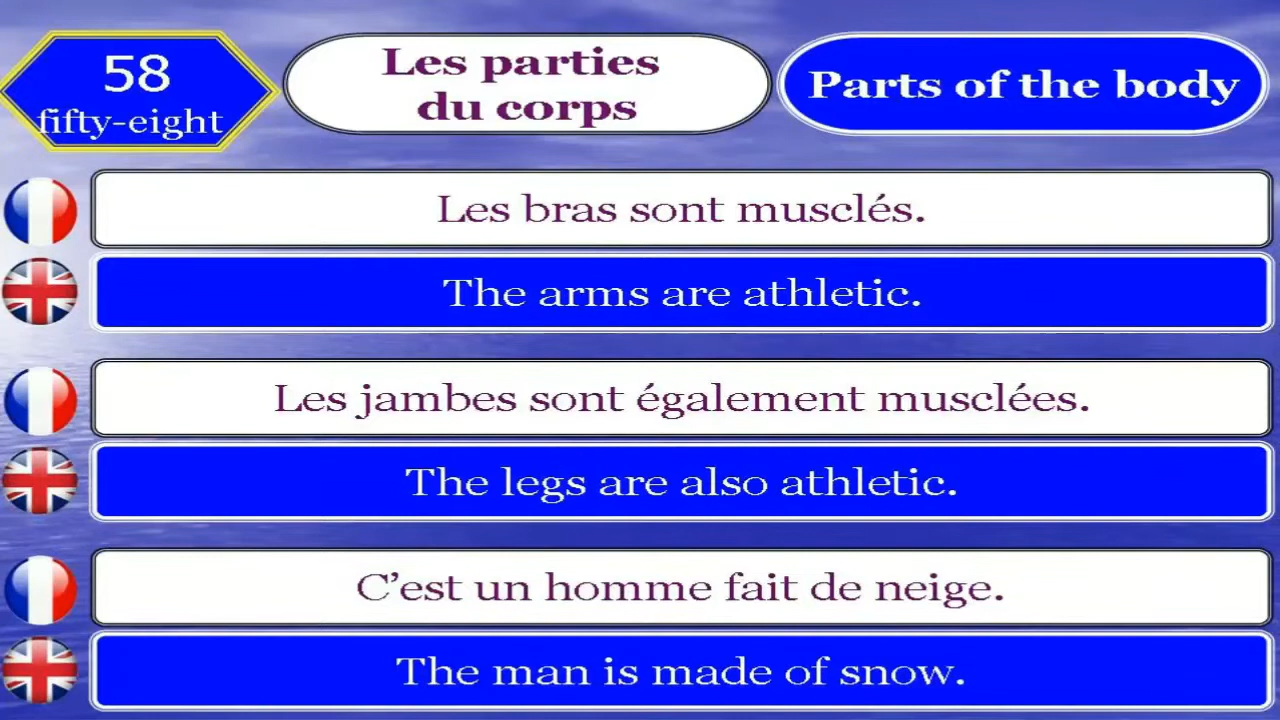 58
fifty-eight
Les parties
du corps
Parts of the body
Les bras sont musclés.
The arms are athletic.
Les jambes sont également musclées.
The legs are also athletic.
C’est un homme fait de neige.
The man is made of snow.